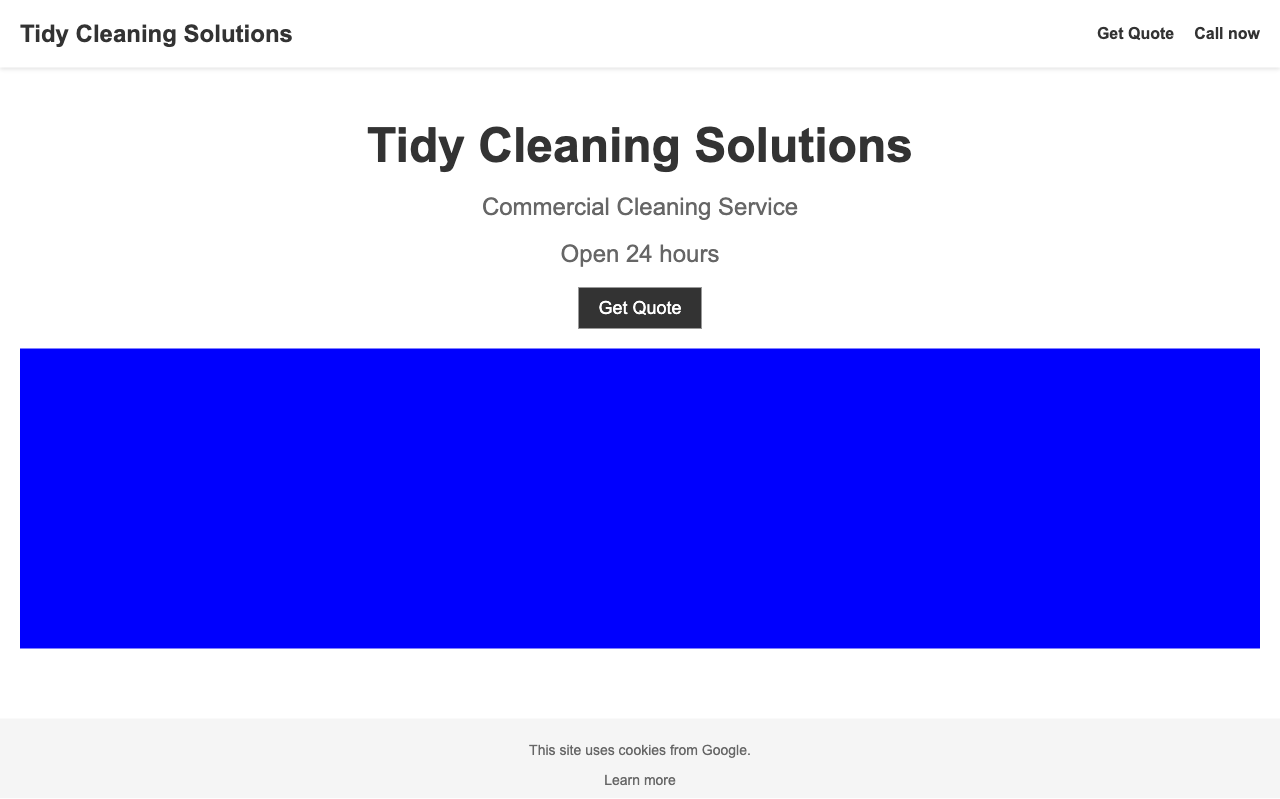 Tidy Cleaning Solutions
Get Quote Call now
Tidy Cleaning Solutions
Commercial Cleaning Service
Open 24 hours
Get Quote
This site uses cookies from Google.
Learn more